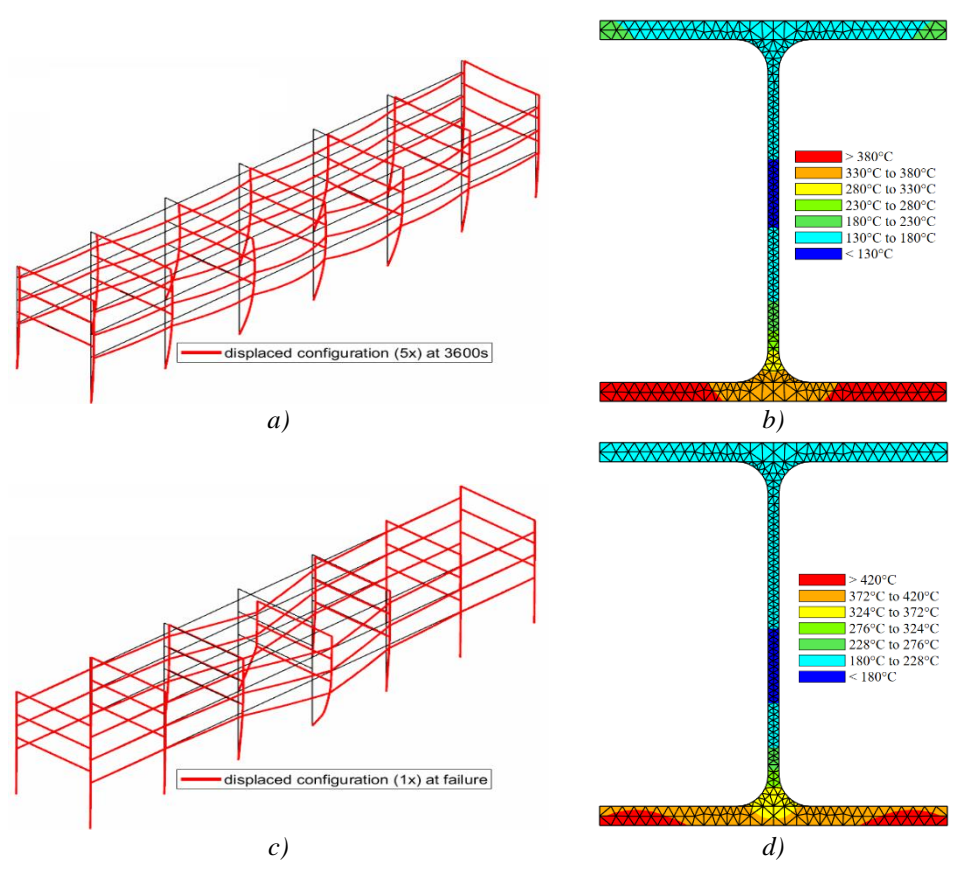 > 380°C
330°C to 380°C
280°C to 330°C
230°C to 280°C
180°C to 230°C
130°C to 180°C
< 130°C
displaced configuration (5x) at 3600s
a)
b)
> 420°C
372°C to 420°C
324°C to 372°C
276°C to 324°C
228°C to 276°C
180°C to 228°C
< 180°C
displaced configuration (1x) at failure
c)
d)